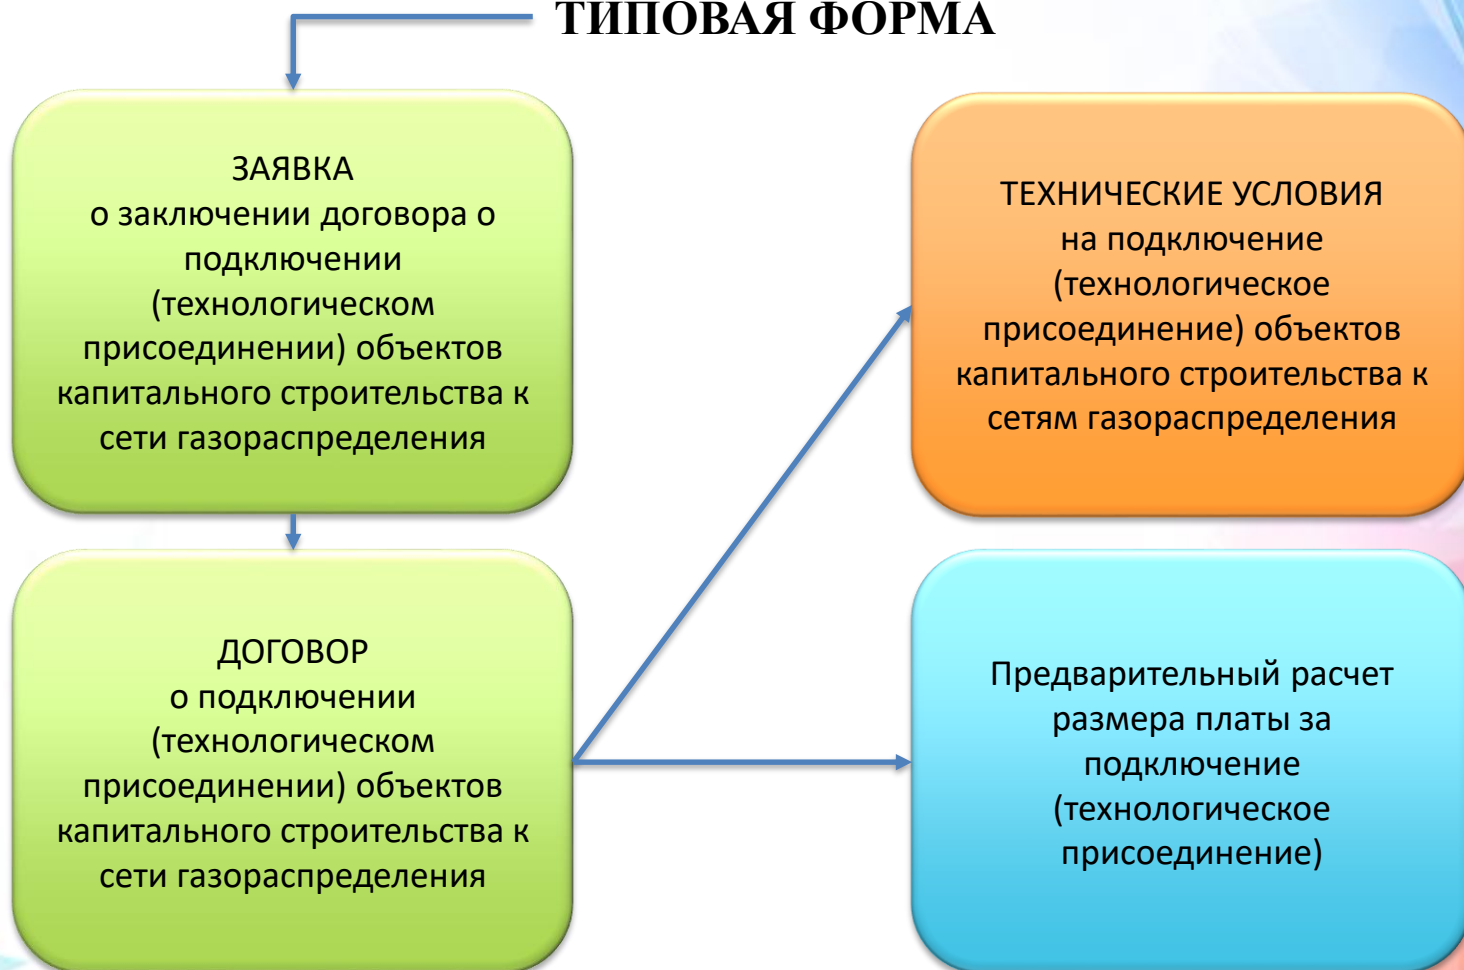 ТИПОВАЯ ФОРМА
ЗАЯВКА
о заключении договора о
подключении
(технологическом
присоединении) объектов
капитального строительства к
сети газораспределения
ТЕХНИЧЕСКИЕ УСЛОВИЯ
на подключение
(технологическое
присоединение) объектов
капитального строительства к
сетям газораспределения
ДОГОВОР
о подключении
(технологическом
присоединении) объектов
капитального строительства к
сети газораспределения
Предварительный расчет
размера платы за
подключение
(технологическое
присоединение)